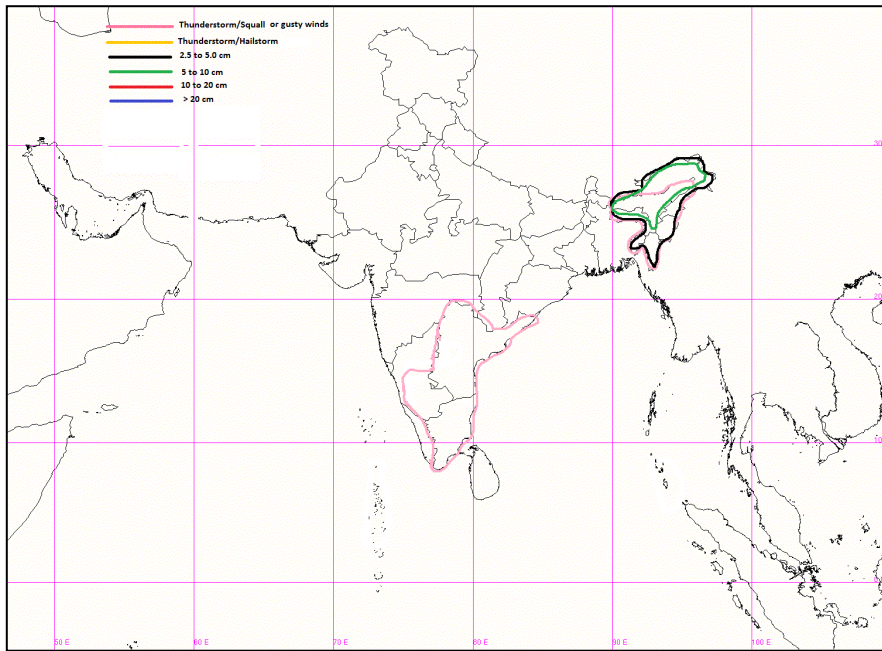 Thunderstorm/Squall or gusty winds
Thunderstorm/Hailstorm
2.5 to 5.0 cm
5 to 10 cm
10 to 20 cm
> 20 cm
30
20
10
50 E
60 E
70 E
80 E
90 E
100 E